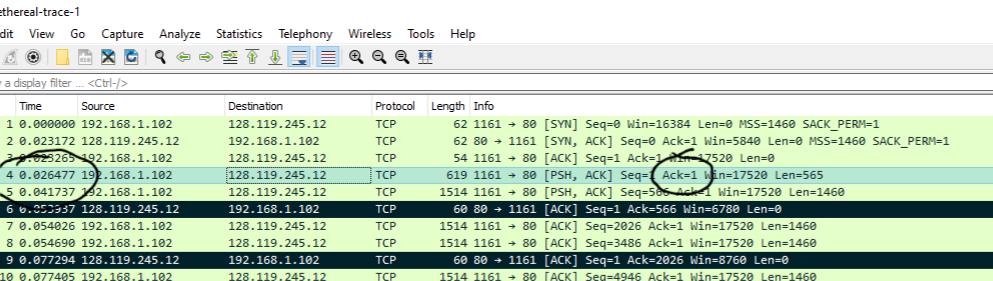 ethereal-trace-1
dit View Go Capture Analyze Statistics Telephony Wireless Tools Help
y a display filter ... <Ctrl-/>
Time Source Destination Protocol Length Info
1 0.000000 192.168.1.102 128.119.245.12 TCP 62 1161 → 80 [SYN] Seq=0 Win=16384 Len=0 MSS=1460 SACK_PERM=1
2 0.023172 128.119.245.12 192.168.1.102 TCP 62 80 → 1161 [SYN, ACK] Seq=0 Ack=1 Win=5840 Len=0 MSS=1460 SACK_PERM=1
3 0.023265 192.168.1.102 128.119.245.12 TCP 54 1161 → 80 [ACK] Seq=1 Ack=1 Win=17520 Len=0
4 0.026477 192.168.1.102 128.119.245.12 TCP 619 1161 → 80 [PSH, ACK] Seq=1 Ack=1 Win=17520 Len=565
5 0.041737 192.168.1.102 128.119.245.12 TCP 1514 1161 → 80 [PSH, ACK] Seq=566 Ack=1 Win=17520 Len=1460
6 0.053937 128.119.245.12 192.168.1.102 TCP 60 80 → 1161 [ACK] Seq=1 Ack=566 Win=6780 Len=0
7 0.054026 192.168.1.102 128.119.245.12 TCP 1514 1161 → 80 [ACK] Seq=2026 Ack=1 Win=17520 Len=1460
8 0.054690 192.168.1.102 128.119.245.12 TCP 1514 1161 → 80 [ACK] Seq=3486 Ack=1 Win=17520 Len=1460
9 0.077294 128.119.245.12 192.168.1.102 TCP 60 80 → 1161 [ACK] Seq=1 Ack=2026 Win=8760 Len=0
10 0.077405 192.168.1.102 128.119.245.12 TCP 1514 1161 → 80 [ACK] Seq=4946 Ack=1 Win=17520 Len=1460